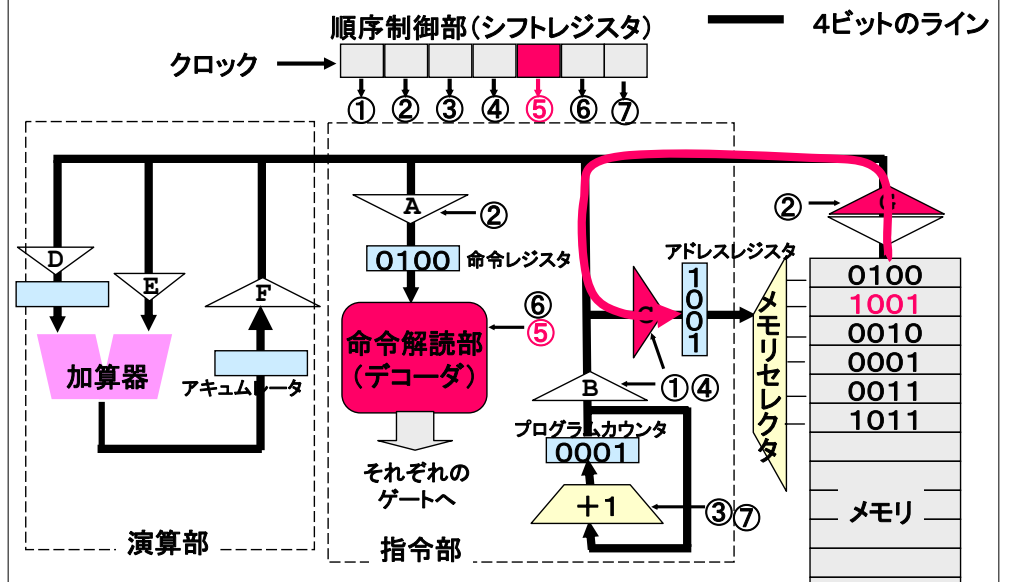 順序制御部(シフトレジスタ)
4ビットのライン
クロック
① ② ③ ④ ⑤ ⑥ ⑦
A
②
0100
命令レジスタ
命令解読部
(デコーダ)
⑥
⑤
それぞれの
ゲートへ
D
E
F
加算器
アキュムレータ
演算部
指令部
B
C
①④
プログラムカウンタ
0001
+1
③⑦
アドレスレジスタ
1
0
0
1
メモリセレクタ
②
G
0100
1001
0010
0001
0011
1011
メモリ